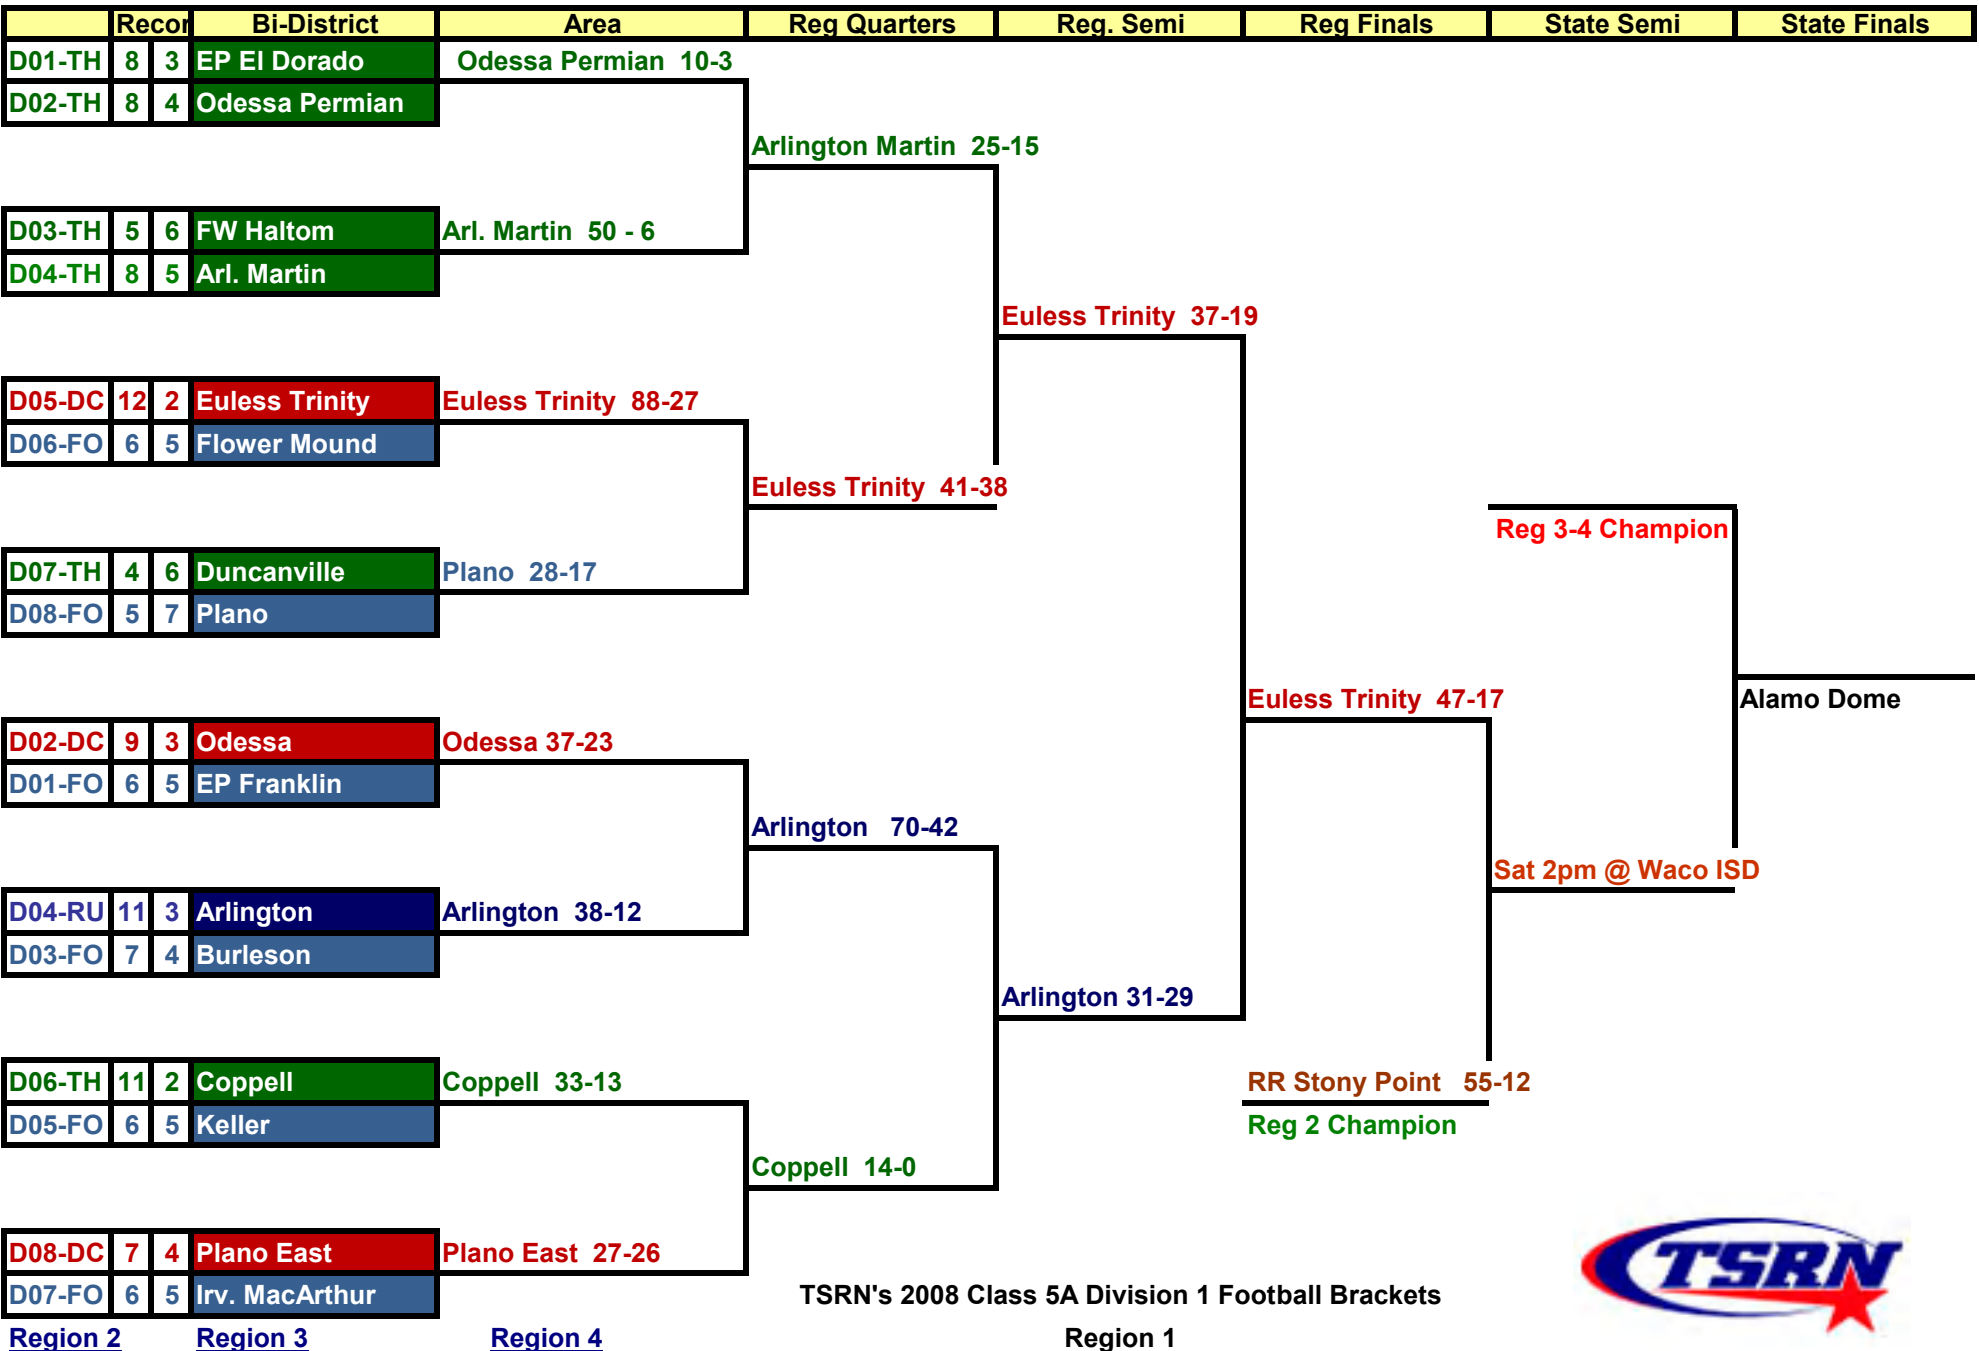 Recor Bi-District Area Reg Quarters Reg. Semi Reg Finals State Semi State Finals
D01-TH 8 3 EP El Dorado Odessa Permian 10-3
D02-TH 8 4 Odessa Permian
Arlington Martin 25-15
D03-TH 5 6 FW Haltom Arl. Martin 50 - 6
D04-TH 8 5 Arl. Martin
Euless Trinity 37-19
D05-DC 12 2 Euless Trinity Euless Trinity 88-27
D06-FO 6 5 Flower Mound
Euless Trinity 41-38
Reg 3-4 Champion
D07-TH 4 6 Duncanville Plano 28-17
D08-FO 5 7 Plano
Euless Trinity 47-17 Alamo Dome
D02-DC 9 3 Odessa Odessa 37-23
D01-FO 6 5 EP Franklin
Arlington 70-42
Sat 2pm @ Waco ISD
D04-RU 11 3 Arlington Arlington 38-12
D03-FO 7 4 Burleson
Arlington 31-29
D06-TH 11 2 Coppell Coppell 33-13 RR Stony Point 55-12
D05-FO 6 5 Keller Reg 2 Champion
Coppell 14-0
D08-DC 7 4 Plano East Plano East 27-26 TSRN
D07-FO 6 5 Irv. MacArthur TSRN's 2008 Class 5A Division 1 Football Brackets
Region 2 Region 3 Region 4 Region 1